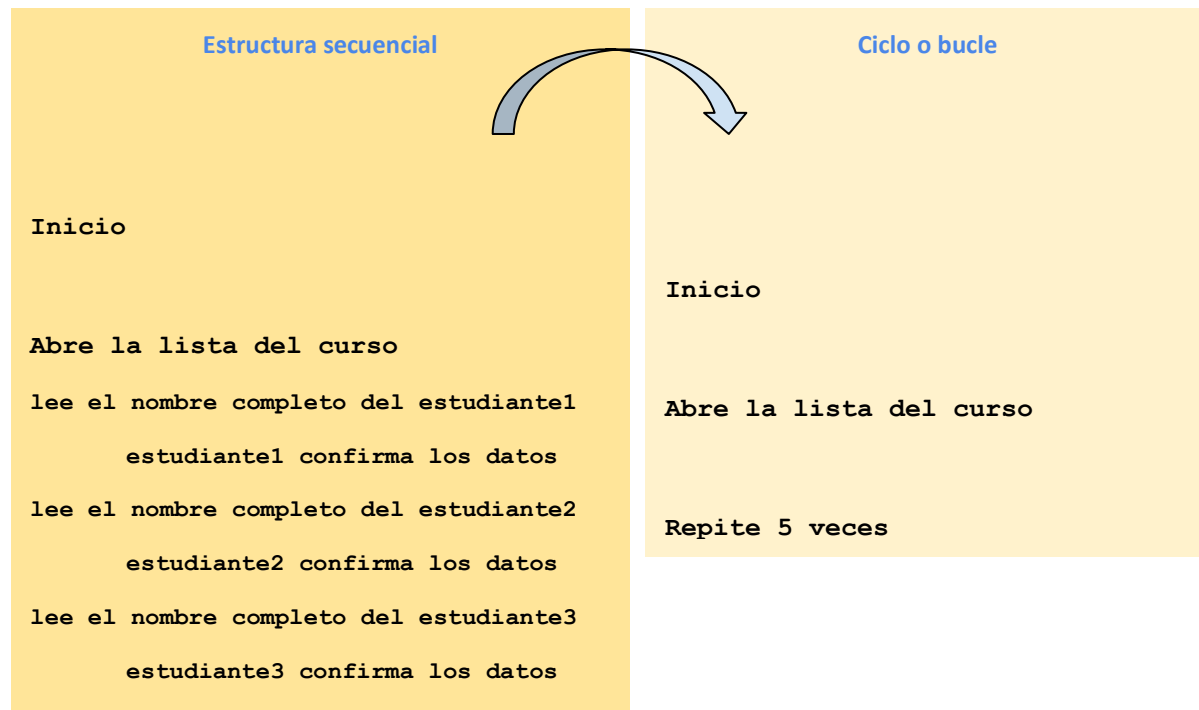 Estructura secuencial
Inicio
Abre la lista del curso
lee el nombre completo del estudiante1
estudiante1 confirma los datos
lee el nombre completo del estudiante2
estudiante2 confirma los datos
lee el nombre completo del estudiante3
estudiante3 confirma los datos
Ciclo o bucle
Inicio
Abre la lista del curso
Repite 5 veces